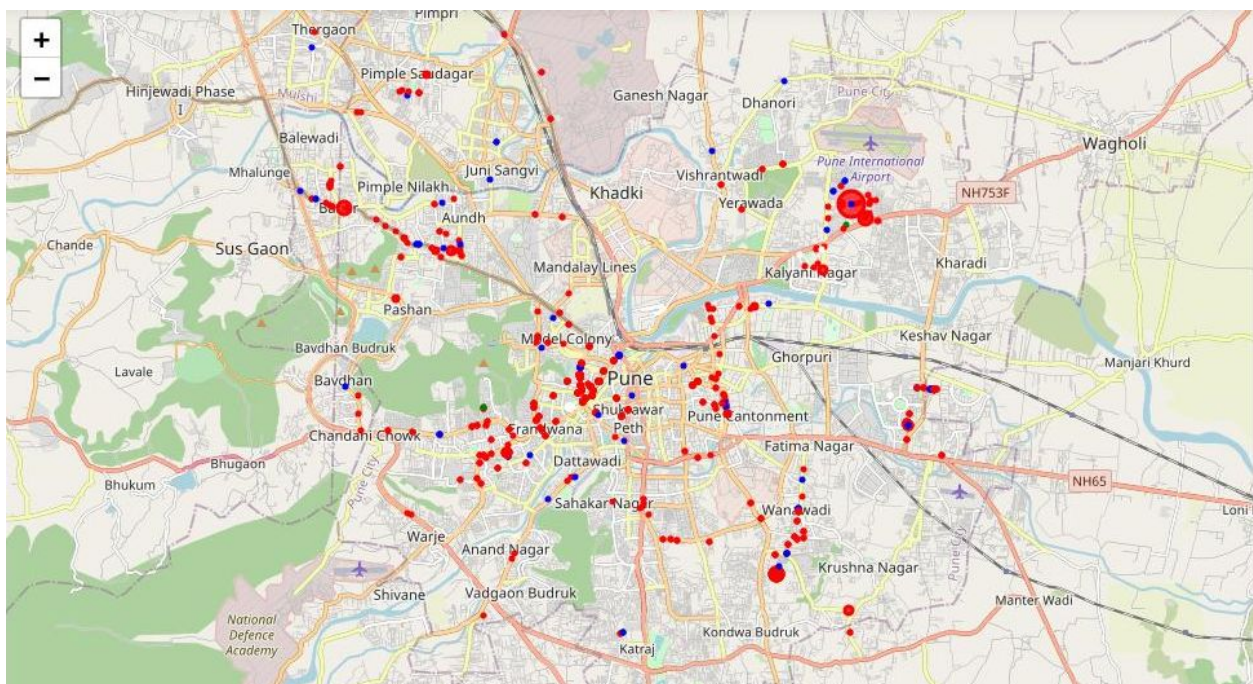 +
−
Thergaon
Pimpri
Hinjewadi Phase
I
Mulshi
Pimple Saudagar
Ganesh Nagar
Dhanori
Pune City
Wagholi
Balewadi
Mhalunge
Pimple Nilakh
Juni Sangvi
Khadki
Vishrantwadi
Pune International
Airport
NH753F
Yerawada
Aundh
Chande
Sus Gaon
Mandalay Lines
Kalyani Nagar
Kharadi
Pashan
Model Colony
Keshav Nagar
Bavdhan Budruk
Ghorpuri
Manjari Khurd
Lavale
Bavdhan
Pune
Shukrawar
Peth
Pune Cantonment
Chandani Chowk
Erandwana
Fatima Nagar
Bhugaon
Dattawadi
Bhukum
Pune City
NH65
Sahakar Nagar
Wanawadi
Loni
Warje
Anand Nagar
Pune City
Krushna Nagar
Shivane
Vadgaon Budruk
Manter Wadi
National
Defence
Academy
Kondwa Budruk
Katraj